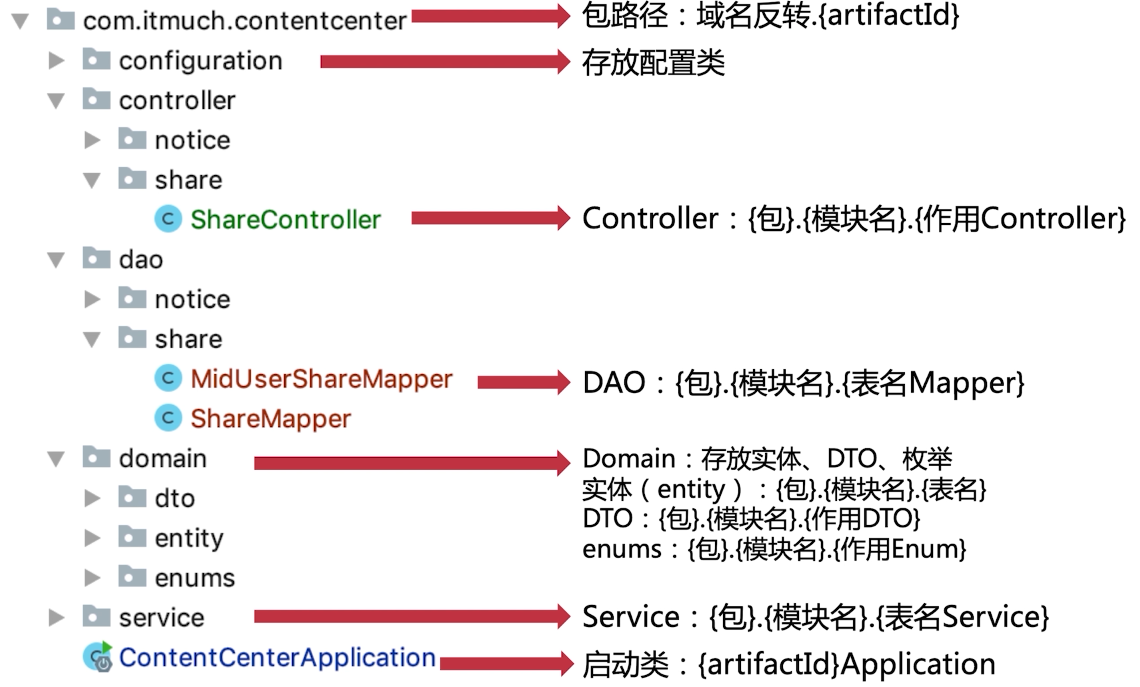 com.itmuch.contentcenter 包路径：域名反转.{artifactId}
configuration 存放配置类
controller
notice
share
ShareController Controller：{包}.{模块名}.{作用Controller}
dao
notice
share
MidUserShareMapper DAO：{包}.{模块名}.{表名Mapper}
ShareMapper
domain Domain：存放实体、DTO、枚举
实体（entity）：{包}.{模块名}.{表名}
dto DTO：{包}.{模块名}.{作用DTO}
entity enums：{包}.{模块名}.{作用Enum}
enums
service Service：{包}.{模块名}.{表名Service}
ContentCenterApplication 启动类：{artifactId}Application